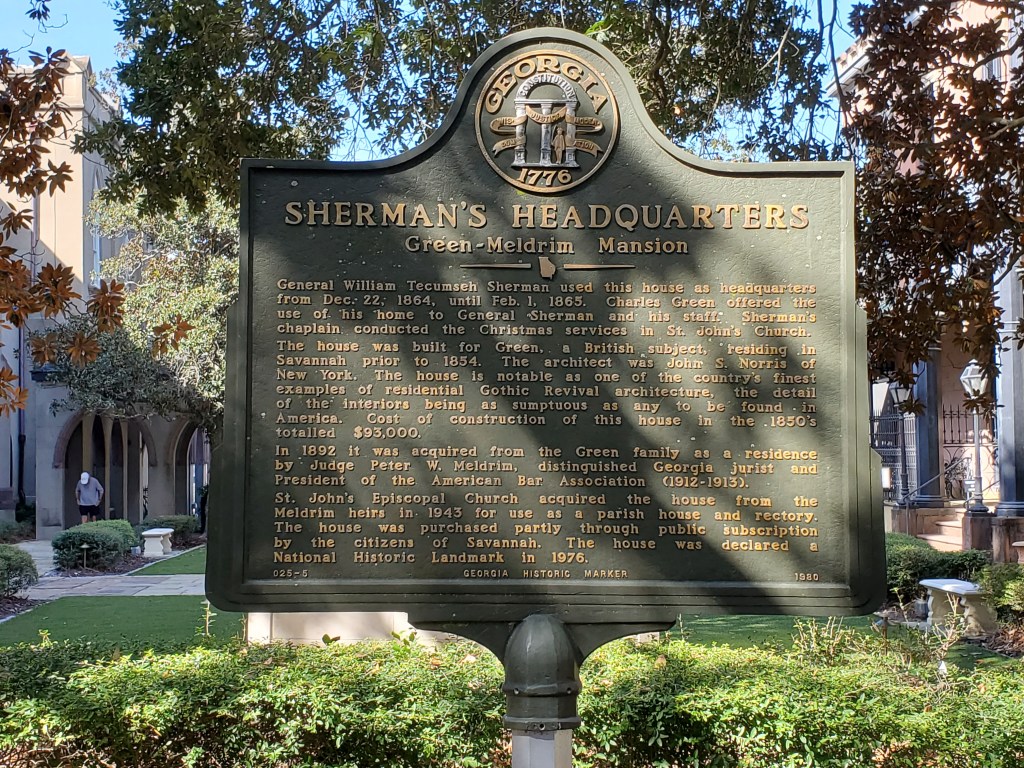 GEORGIA
CONSTITUTION
WISDOM JUSTICE MODERATION
1776
SHERMAN'S HEADQUARTERS
Green-Meldrim Mansion
General William Tecumseh Sherman used this house as headquarters
from Dec. 22, 1864, until Feb. 1, 1865. Charles Green offered the
use of his home to General Sherman and his staff. Sherman's
chaplain conducted the Christmas services in St. John's Church.
The house was built for Green, a British subject, residing in
Savannah prior to 1854. The architect was John S. Norris of
New York. The house is notable as one of the country's finest
examples of residential Gothic Revival architecture, the detail
of the interiors being as sumptuous as any to be found in
America. Cost of construction of this house in the 1850's
totalled $93,000.
In 1892 it was acquired from the Green family as a residence
by Judge Peter W. Meldrim, distinguished Georgia jurist and
President of the American Bar Association (1912-1913).
St. John's Episcopal Church acquired the house from the
Meldrim heirs in 1943 for use as a parish house and rectory.
The house was purchased partly through public subscription
by the citizens of Savannah. The house was declared a
National Historic Landmark in 1976.
025-5 GEORGIA HISTORIC MARKER 1980